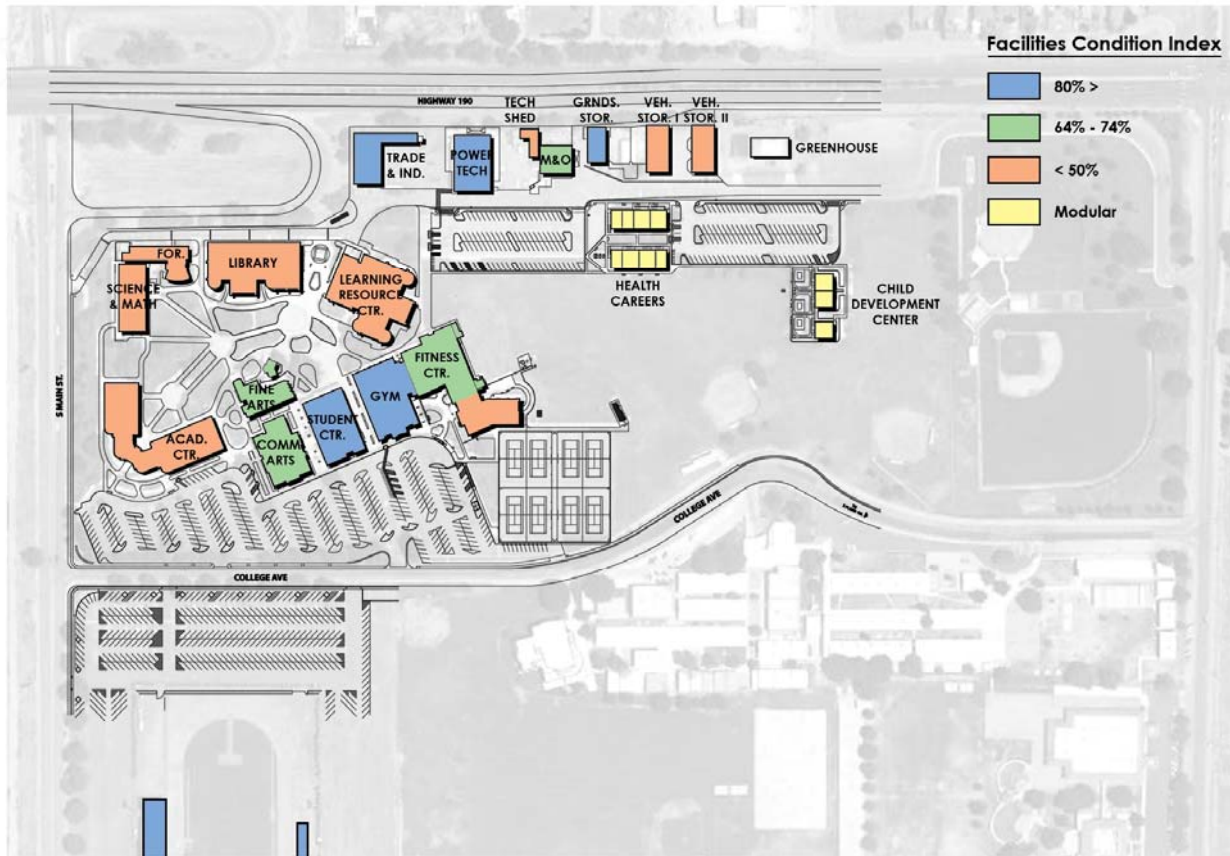 Facilities Condition Index
80% >
64% - 74%
< 50%
Modular
HIGHWAY 190
TECH
SHED
GRNDS.
STOR.
VEH.
STOR. I
VEH.
STOR. II
TRADE
& IND.
POWER
TECH
M&O
GREENHOUSE
FOR.
LIBRARY
SCIENCE
& MATH
LEARNING
RESOURCE
CTR.
HEALTH
CAREERS
CHILD
DEVELOPMENT
CENTER
S MAIN ST.
FITNESS
CTR.
FINE
ARTS
GYM
STUDENT
CTR.
ACAD.
CTR.
COMM
ARTS
COLLEGE AVE
COLLEGE AVE